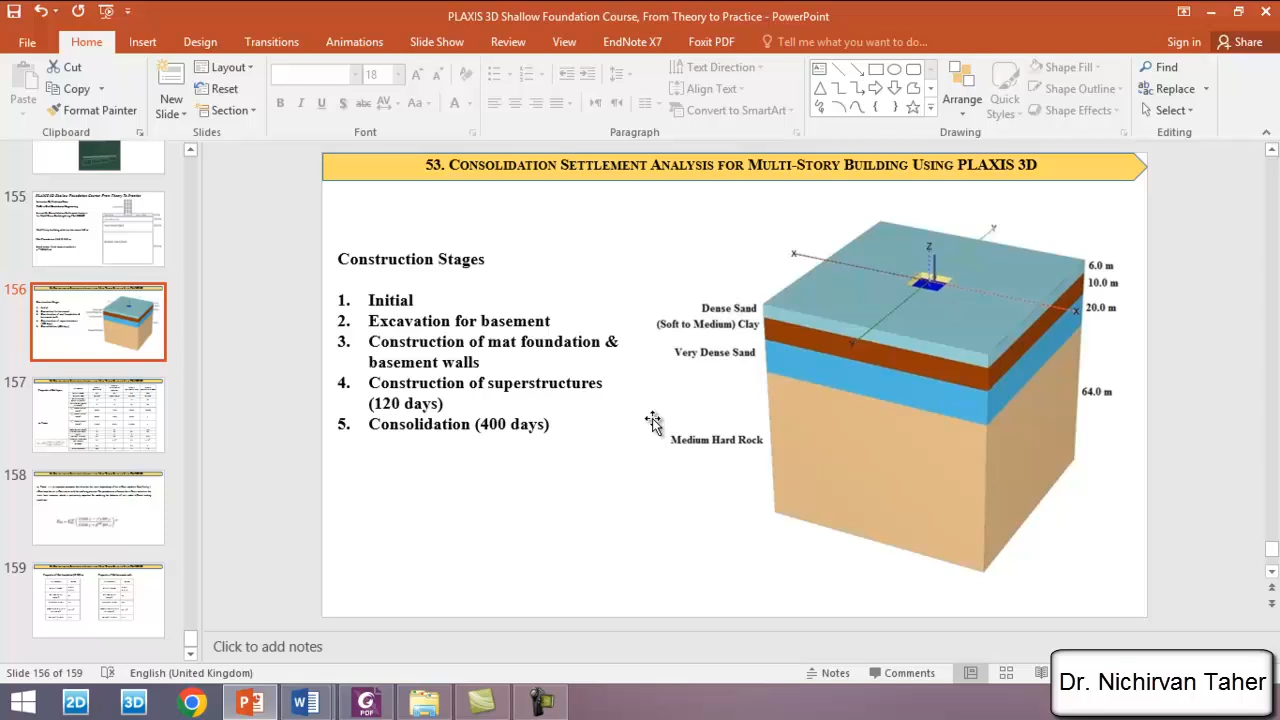 PLAXIS 3D Shallow Foundation Course, From Theory to Practice - PowerPoint
File Home Insert Design Transitions Animations Slide Show Review View EndNote X7 Foxit PDF Tell me what you want to do... Sign in Share
Paste
Cut
Copy
Format Painter
Clipboard
New
Slide
Layout
Reset
Section
Slides
18
B I U S abc AV Aa A
Font
Text Direction
Align Text
Convert to SmartArt
Paragraph
Arrange
Quick
Styles
Shape Fill
Shape Outline
Shape Effects
Drawing
Find
Replace
Select
Editing
155
156
157
158
159
53. CONSOLIDATION SETTLEMENT ANALYSIS FOR MULTI-STORY BUILDING USING PLAXIS 3D
Construction Stages
1. Initial
2. Excavation for basement
3. Construction of mat foundation &
basement walls
4. Construction of superstructures
(120 days)
5. Consolidation (400 days)
Dense Sand
(Soft to Medium) Clay
Very Dense Sand
Medium Hard Rock
X
Y
Z
X
Y
6.0 m
10.0 m
20.0 m
64.0 m
Click to add notes
Slide 156 of 159 English (United Kingdom) Notes Comments
2D 3D P W PDF
Dr. Nichirvan Taher